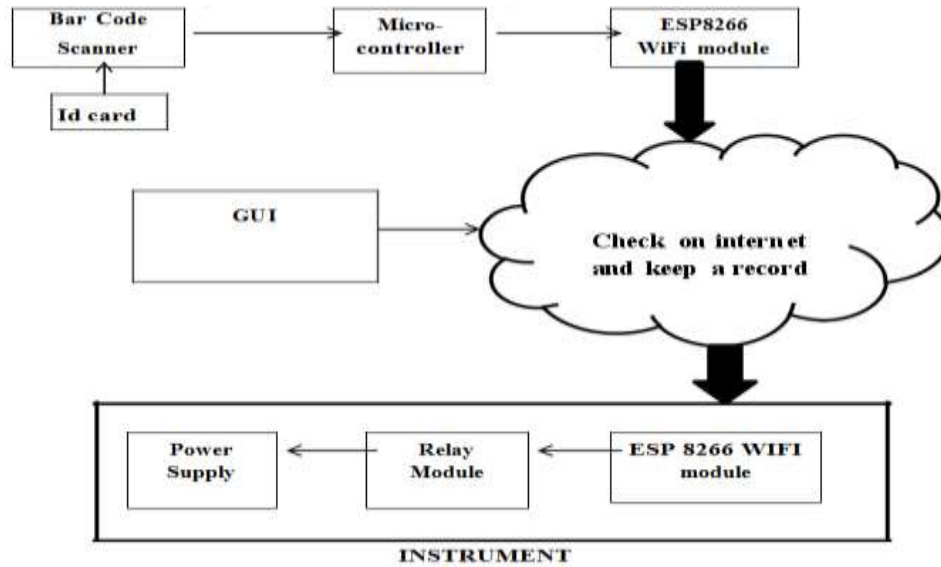 Bar Code
Scanner
Micro-
controller
ESP8266
WiFi module
Id card
GUI
Check on internet
and keep a record
Power
Supply
Relay
Module
ESP 8266 WIFI
module
INSTRUMENT